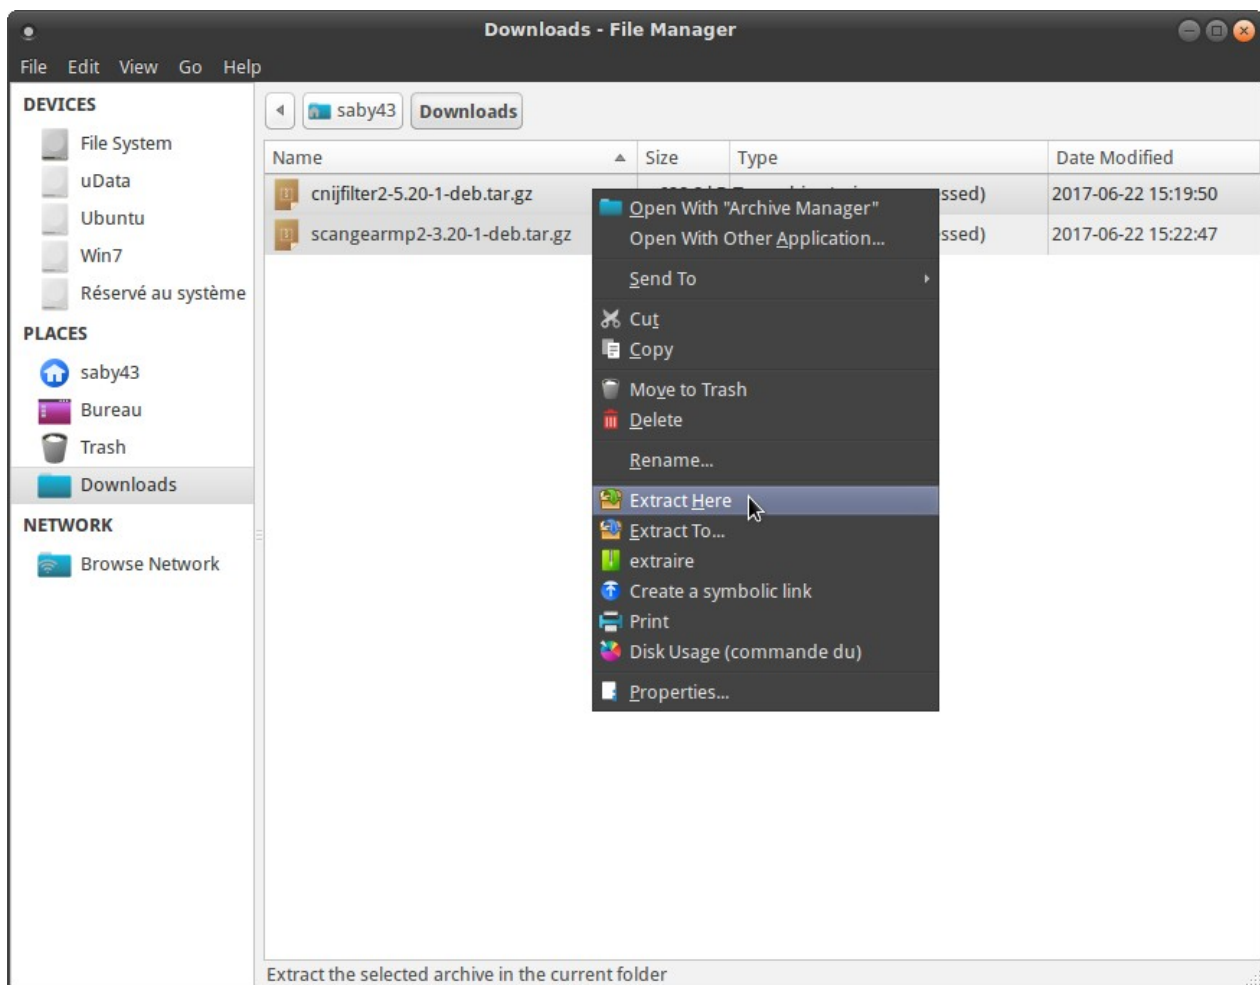 Downloads - File Manager
File Edit View Go Help
DEVICES
File System
uData
Ubuntu
Win7
Réservé au système
PLACES
saby43
Bureau
Trash
Downloads
NETWORK
Browse Network
saby43 Downloads
Name Size Type Date Modified
cnijfilter2-5.20-1-deb.tar.gz ssed) 2017-06-22 15:19:50
scangearmp2-3.20-1-deb.tar.gz ssed) 2017-06-22 15:22:47
Open With "Archive Manager"
Open With Other Application...
Send To
Cut
Copy
Move to Trash
Delete
Rename...
Extract Here
Extract To...
extraire
Create a symbolic link
Print
Disk Usage (commande du)
Properties...
Extract the selected archive in the current folder